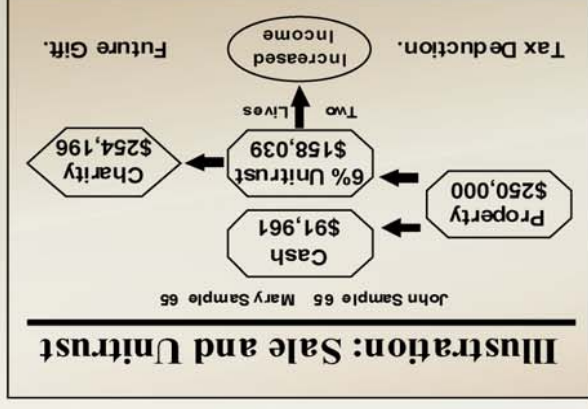 Illustration: Sale and Unitrust
John Sample 65 Mary Sample 65
Cash
$91,961
Property
$250,000
6% Unitrust
$158,039
Charity
$254,196
Two Lives
Increased
Income
Tax Deduction.
Future Gift.